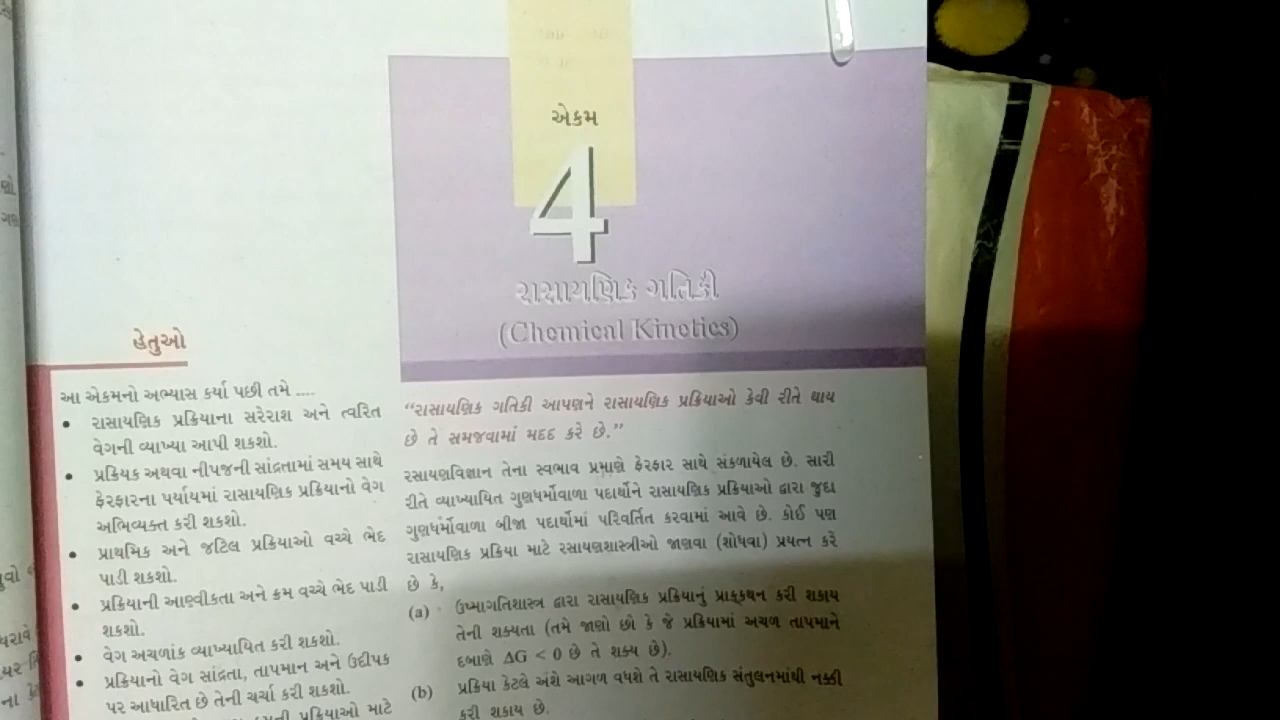 એકમ
4
રાસાયણિક ગતિકી
(Chemical Kinetics)
હેતુઓ
આ એકમનો અભ્યાસ કર્યા પછી તમે ....
• રાસાયણિક પ્રક્રિયાના સરેરાશ અને ત્વરિત
વેગની વ્યાખ્યા આપી શકશો.
• પ્રક્રિયક અથવા નીપજની સાંદ્રતામાં સમય સાથે
ફેરફારના પર્યાયમાં રાસાયણિક પ્રક્રિયાનો વેગ
અભિવ્યક્ત કરી શકશો.
• પ્રાથમિક અને જટિલ પ્રક્રિયાઓ વચ્ચે ભેદ
પાડી શકશો.
• પ્રક્રિયાની આણ્વીકતા અને ક્રમ વચ્ચે ભેદ પાડી
શકશો.
• વેગ અચળાંક વ્યાખ્યાયિત કરી શકશો.
• પ્રક્રિયાનો વેગ સાંદ્રતા, તાપમાન અને ઉદ્દીપક
પર આધારિત છે તેની ચર્ચા કરી શકશો.
પ્રક્રિયાઓ માટે
“રાસાયણિક ગતિકી આપણને રાસાયણિક પ્રક્રિયાઓ કેવી રીતે થાય
છે તે સમજવામાં મદદ કરે છે.”
રસાયણવિજ્ઞાન તેના સ્વભાવ પ્રમાણે ફેરફાર સાથે સંકળાયેલ છે. સારી
રીતે વ્યાખ્યાયિત ગુણધર્મોવાળા પદાર્થોને રાસાયણિક પ્રક્રિયાઓ દ્વારા જુદા
ગુણધર્મોવાળા બીજા પદાર્થોમાં પરિવર્તિત કરવામાં આવે છે. કોઈ પણ
રાસાયણિક પ્રક્રિયા માટે રસાયણશાસ્ત્રીઓ જાણવા (શોધવા) પ્રયત્ન કરે
છે કે,
(a) ઉષ્માગતિશાસ્ત્ર દ્વારા રાસાયણિક પ્રક્રિયાનું પ્રાક્કથન કરી શકાય
તેની શક્યતા (તમે જાણો છો કે જે પ્રક્રિયામાં અચળ તાપમાને
દબાણે ΔG < 0 છે તે શક્ય છે).
(b) પ્રક્રિયા કેટલે અંશે આગળ વધશે તે રાસાયણિક સંતુલનમાંથી નક્કી
કરી શકાય છે.